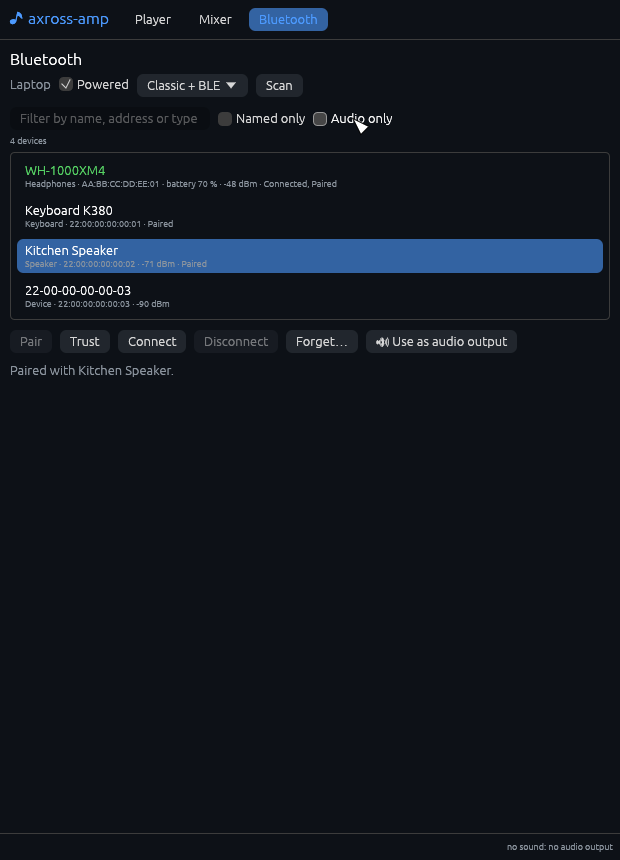 axross-amp Player Mixer Bluetooth
Bluetooth
Laptop Powered Classic + BLE Scan
Filter by name, address or type Named only Audio only
4 devices
WH-1000XM4
Headphones · AA:BB:CC:DD:EE:01 · battery 70 % · -48 dBm · Connected, Paired
Keyboard K380
Keyboard · 22:00:00:00:00:01 · Paired
Kitchen Speaker
Speaker · 22:00:00:00:00:02 · -71 dBm · Paired
22-00-00-00-00-03
Device · 22:00:00:00:00:03 · -90 dBm
Pair Trust Connect Disconnect Forget… Use as audio output
Paired with Kitchen Speaker.
no sound: no audio output